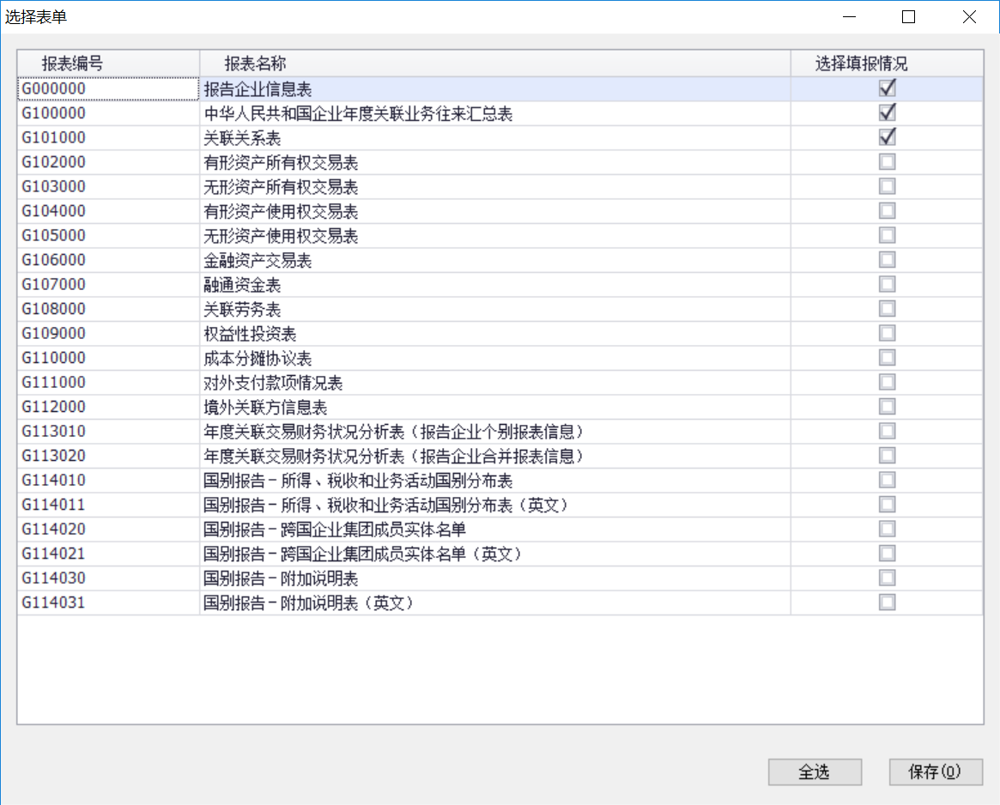 选择表单
报表编号 报表名称 选择填报情况
G000000 报告企业信息表
G100000 中华人民共和国企业年度关联业务往来汇总表
G101000 关联关系表
G102000 有形资产所有权交易表
G103000 无形资产所有权交易表
G104000 有形资产使用权交易表
G105000 无形资产使用权交易表
G106000 金融资产交易表
G107000 融通资金表
G108000 关联劳务表
G109000 权益性投资表
G110000 成本分摊协议表
G111000 对外支付款项情况表
G112000 境外关联方信息表
G113010 年度关联交易财务状况分析表（报告企业个别报表信息）
G113020 年度关联交易财务状况分析表（报告企业合并报表信息）
G114010 国别报告－所得、税收和业务活动国别分布表
G114011 国别报告－所得、税收和业务活动国别分布表（英文）
G114020 国别报告－跨国企业集团成员实体名单
G114021 国别报告－跨国企业集团成员实体名单（英文）
G114030 国别报告－附加说明表
G114031 国别报告－附加说明表（英文）
全选 保存(O)